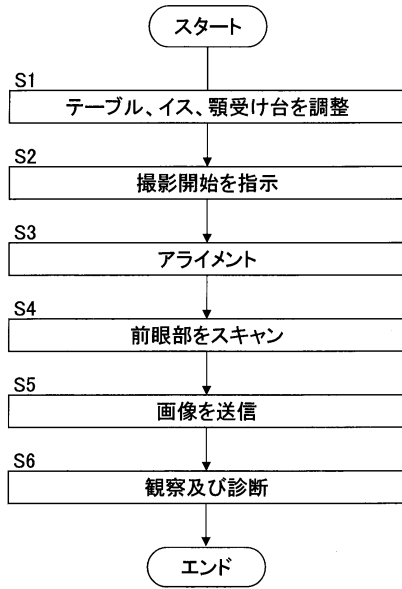 スタート
S1
テーブル、イス、顎受け台を調整
S2
撮影開始を指示
S3
アライメント
S4
前眼部をスキャン
S5
画像を送信
S6
観察及び診断
エンド